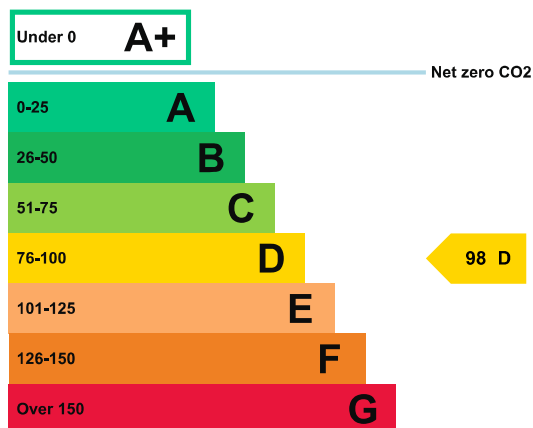 Under 0 A+
Net zero CO2
0-25 A
26-50 B
51-75 C
76-100 D
98 D
101-125 E
126-150 F
Over 150 G